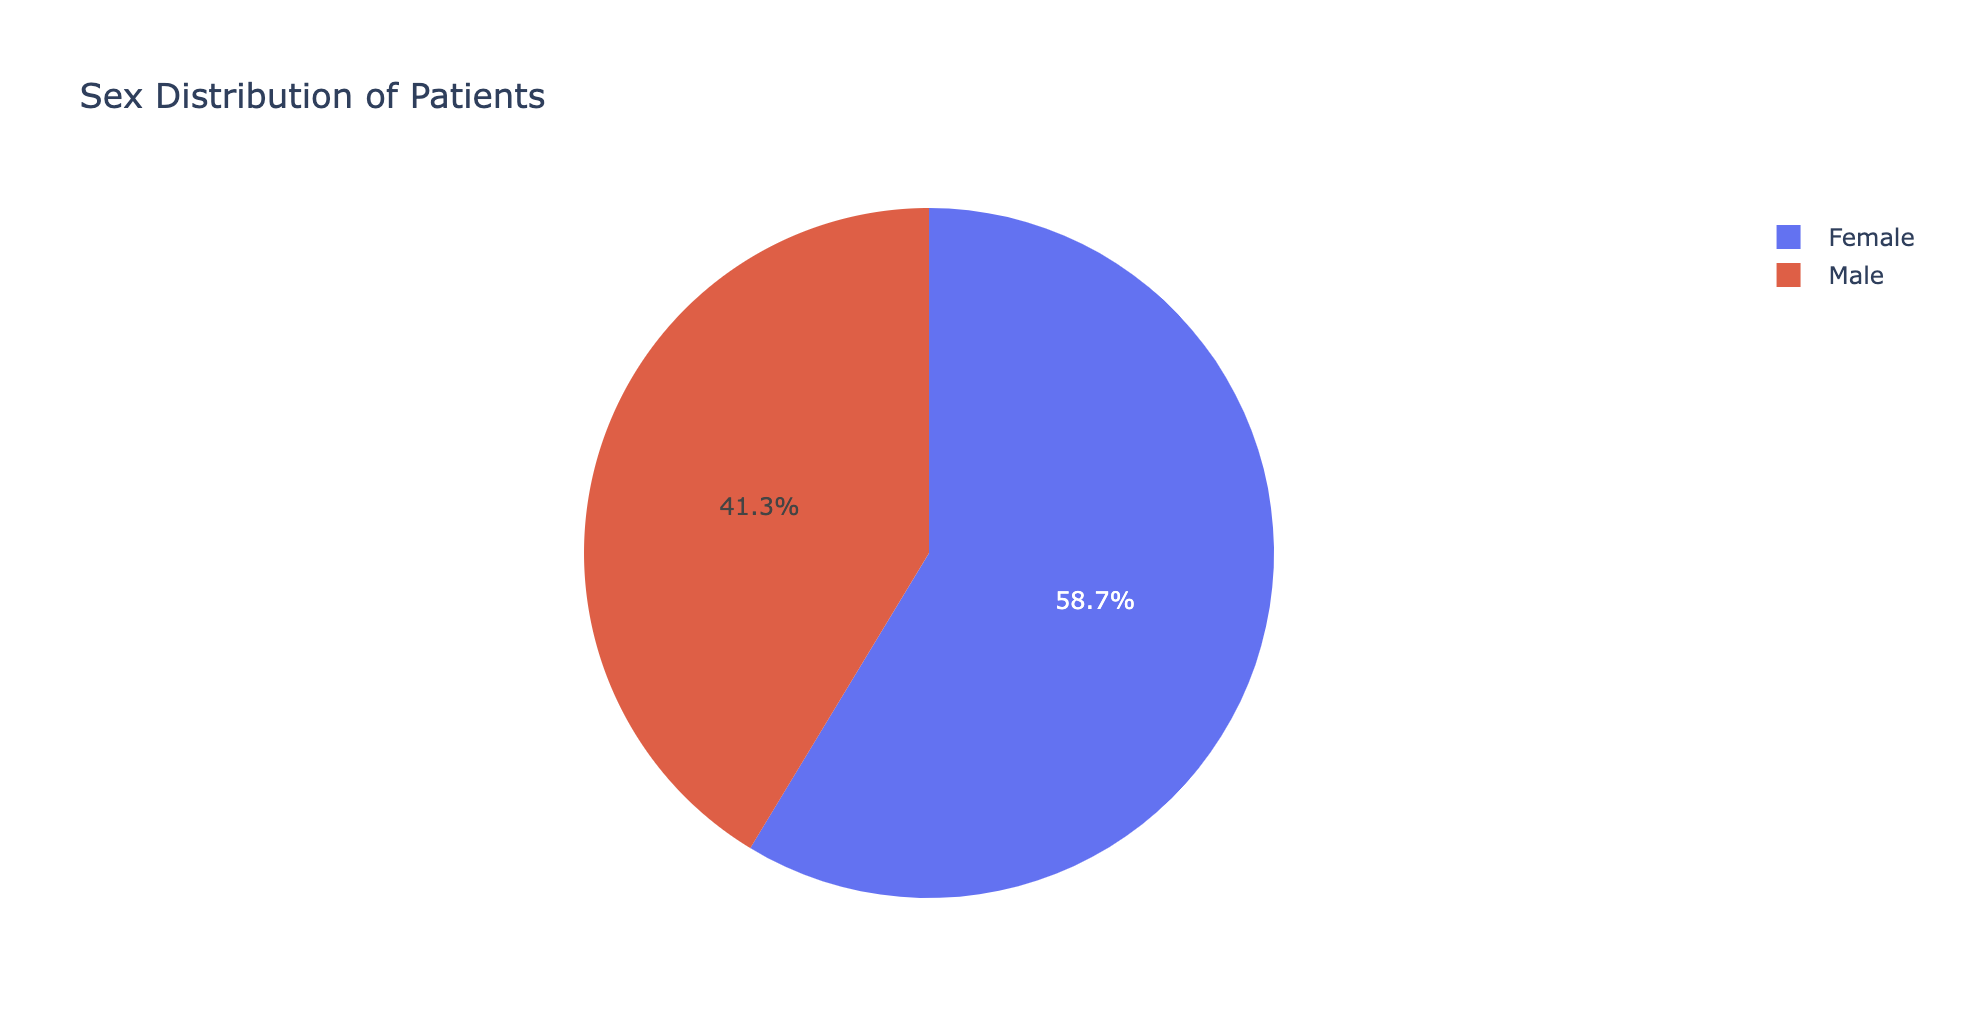 Sex Distribution of Patients
Female
Male
41.3%
58.7%